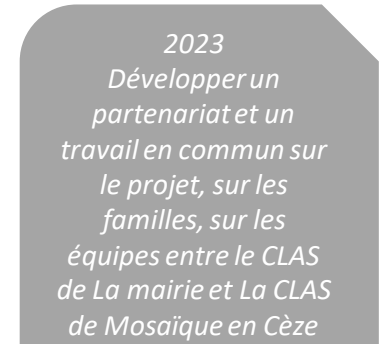 2023
Développer un
partenariat et un
travail en commun sur
le projet, sur les
familles, sur les
équipes entre le CLAS
de La mairie et La CLAS
de Mosaïque en Cèze